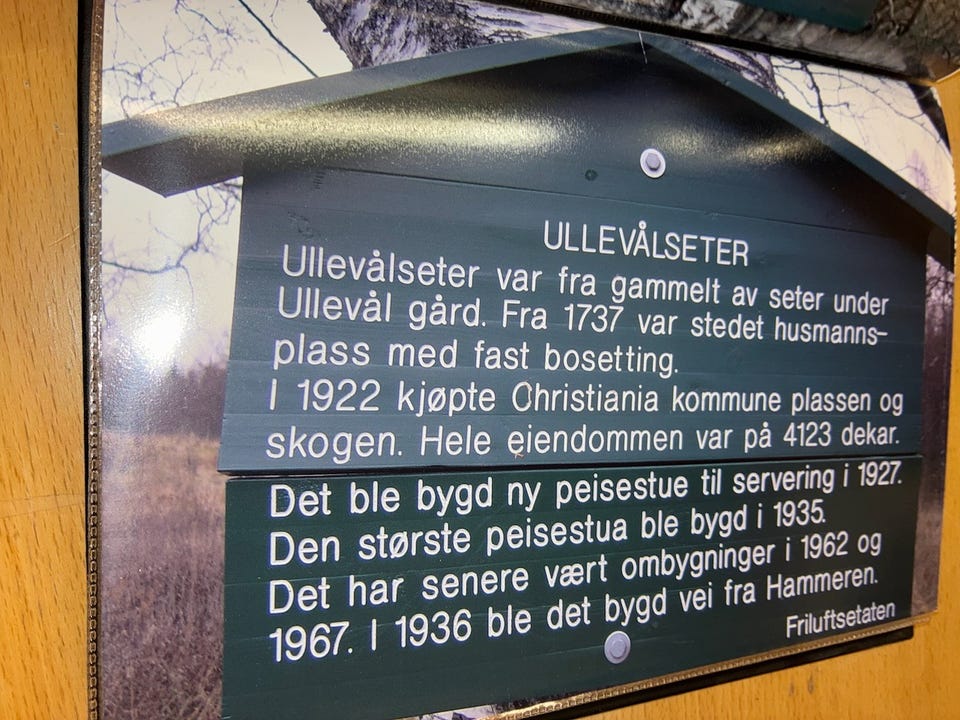 ULLEVÅLSETER
Ullevålseter var fra gammelt av seter under
Ullevål gård. Fra 1737 var stedet husmanns-
plass med fast bosetting.
I 1922 kjøpte Christiania kommune plassen og
skogen. Hele eiendommen var på 4123 dekar.
Det ble bygd ny peisestue til servering i 1927.
Den største peisestua ble bygd i 1935.
Det har senere vært ombygninger i 1962 og
1967. I 1936 ble det bygd vei fra Hammeren.
Friluftsetaten